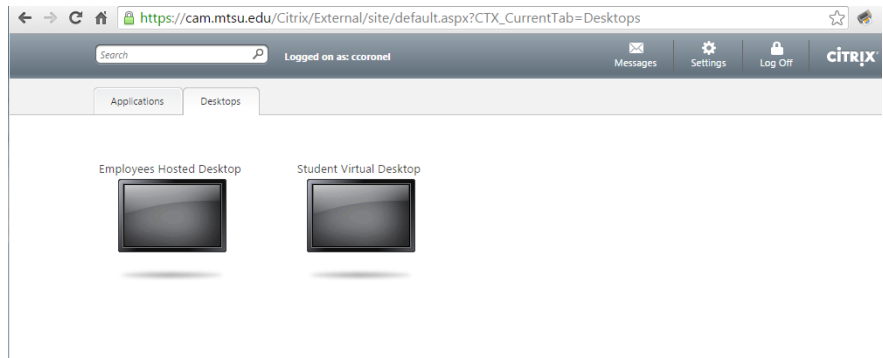 https://cam.mtsu.edu/Citrix/External/site/default.aspx?CTX_CurrentTab=Desktops
Search Logged on as: ccoronel Messages Settings Log Off CITRIX
Applications Desktops
Employees Hosted Desktop Student Virtual Desktop